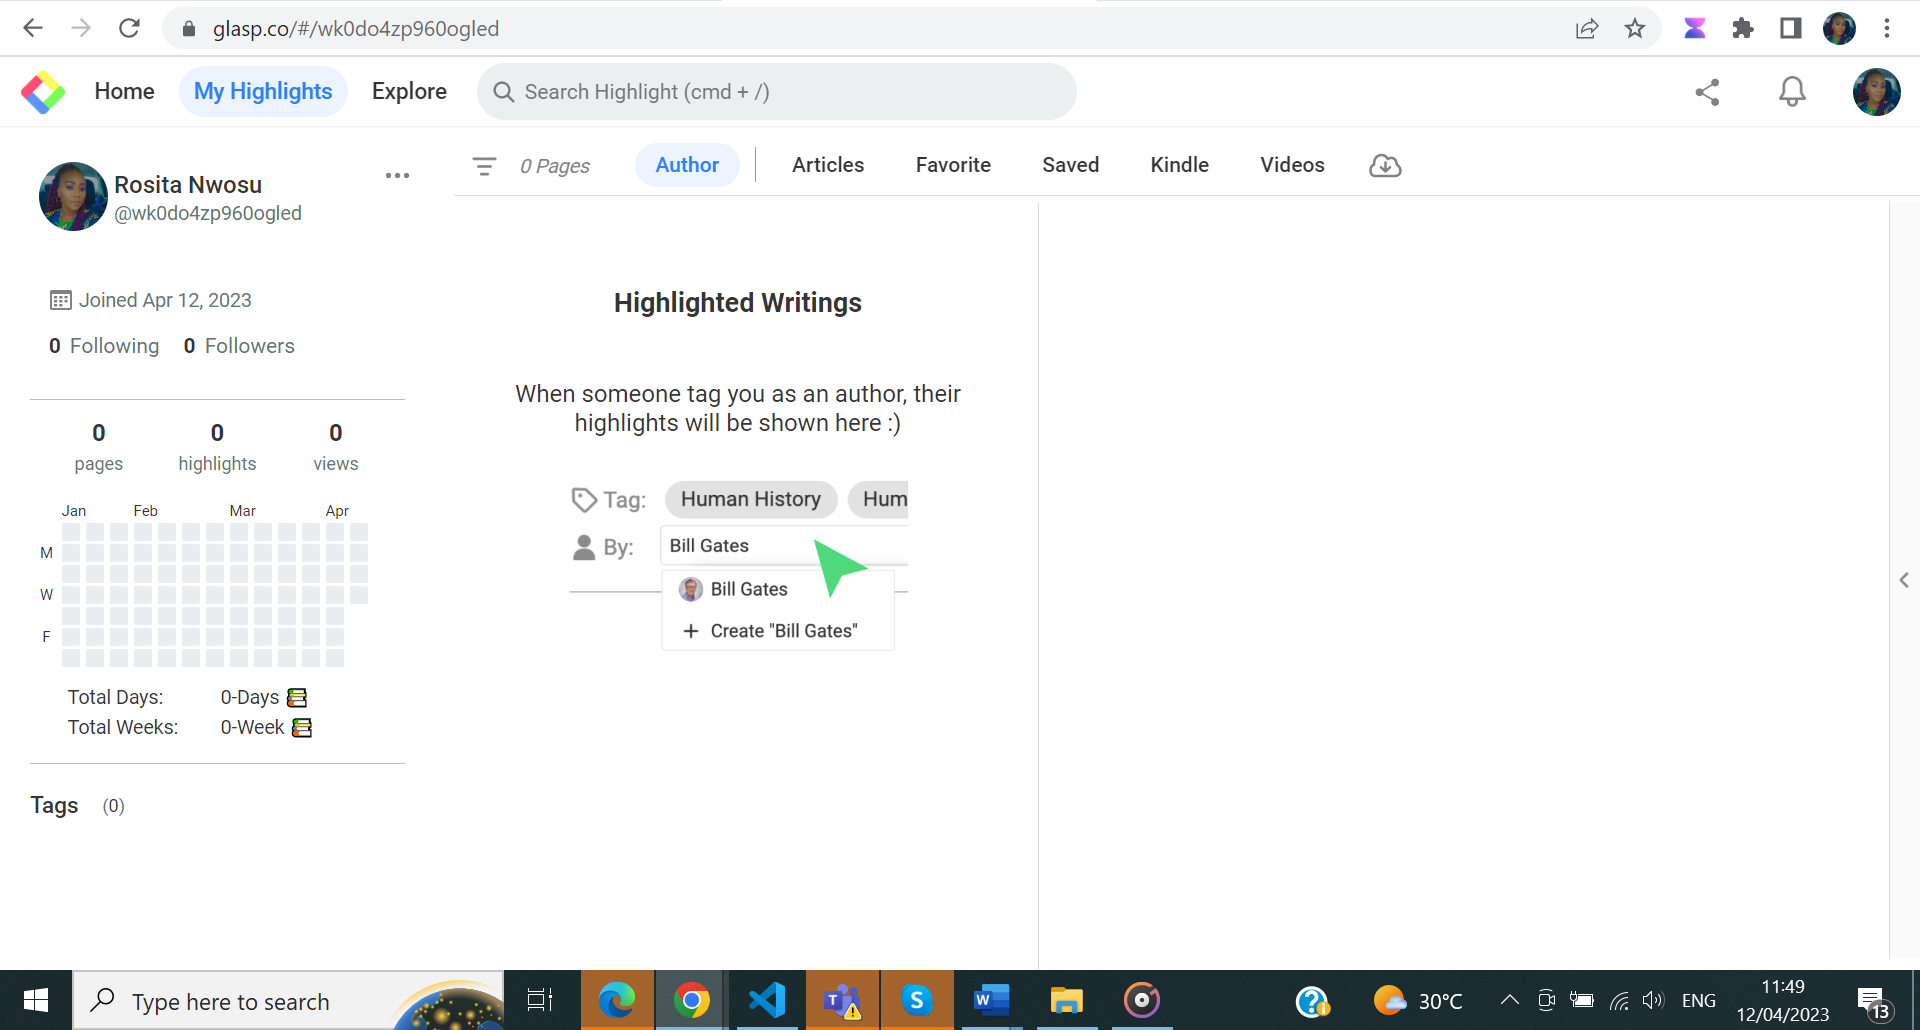 glasp.co/#/wk0do4zp960ogled
Home
My Highlights
Explore
Search Highlight (cmd + /)
Rosita Nwosu
@wk0do4zp960ogled
Joined Apr 12, 2023
0 Following 0 Followers
0 0 0
pages highlights views
Jan Feb Mar Apr
M
W
F
Total Days: 0-Days
Total Weeks: 0-Week
Tags (0)
0 Pages
Author
Articles
Favorite
Saved
Kindle
Videos
Highlighted Writings
When someone tag you as an author, their
highlights will be shown here :)
Tag: Human History Hum
By: Bill Gates
Bill Gates
+ Create "Bill Gates"
Type here to search
T
S
W
?
30°C
ENG
11:49
12/04/2023
13